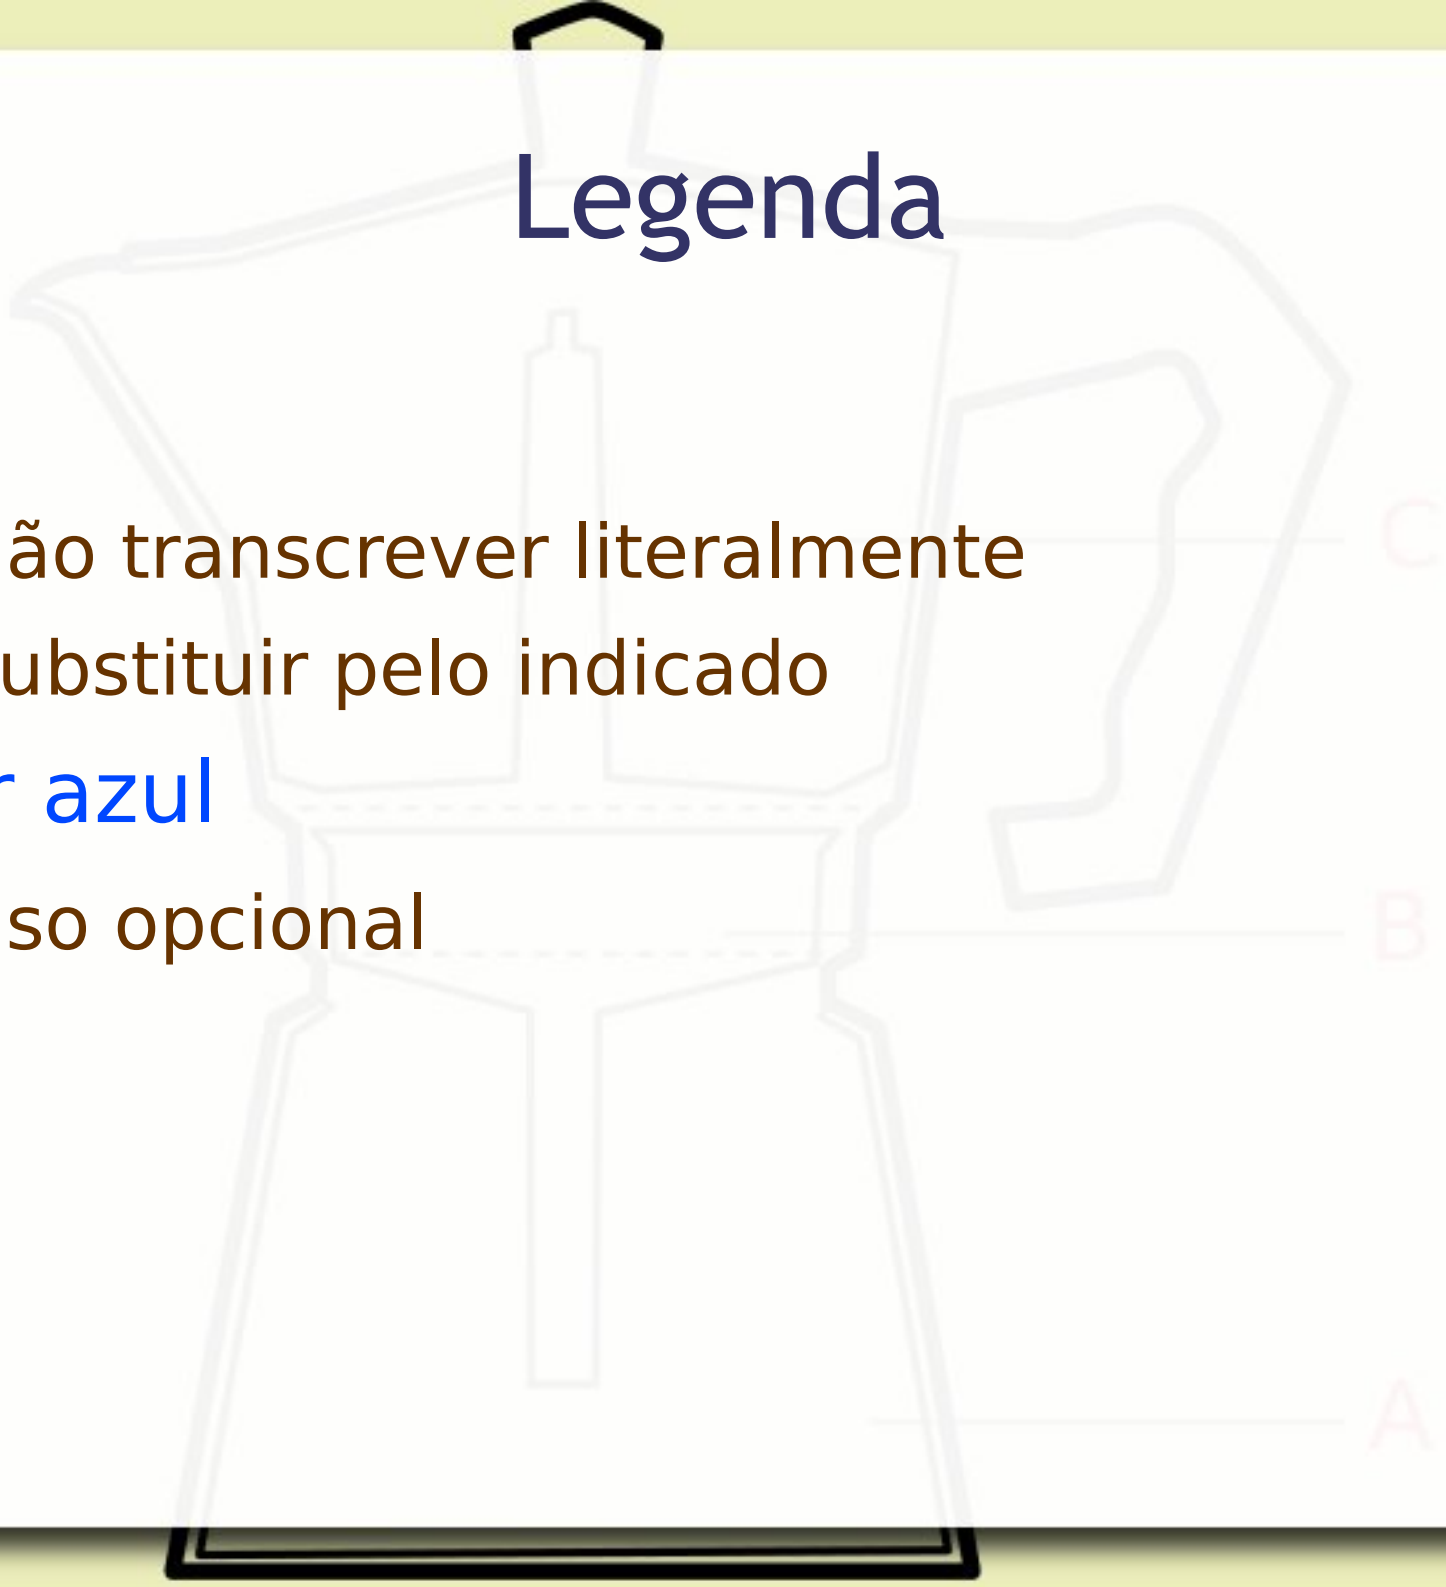 Legenda
ão transcrever literalmente
ubstituir pelo indicado
r azul
so opcional
C
B
A